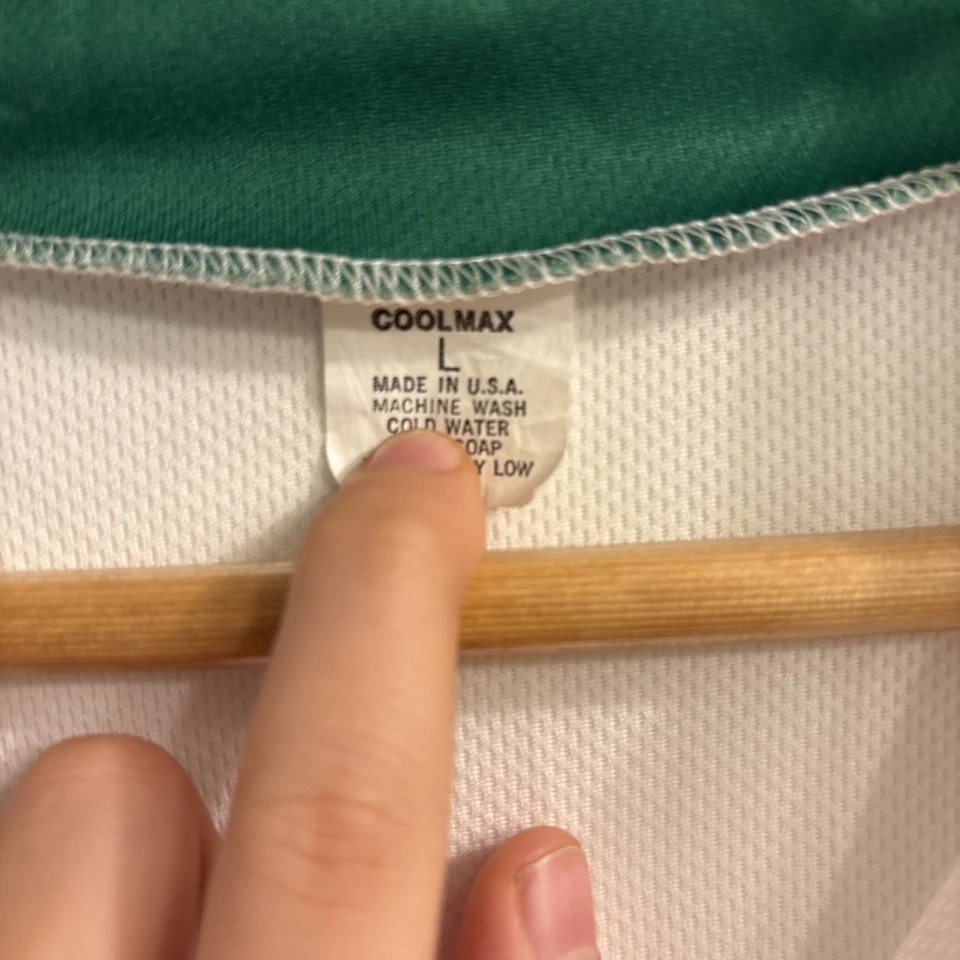 COOLMAX
L
MADE IN U.S.A.
MACHINE WASH
COLD WATER
SOAP
LOW